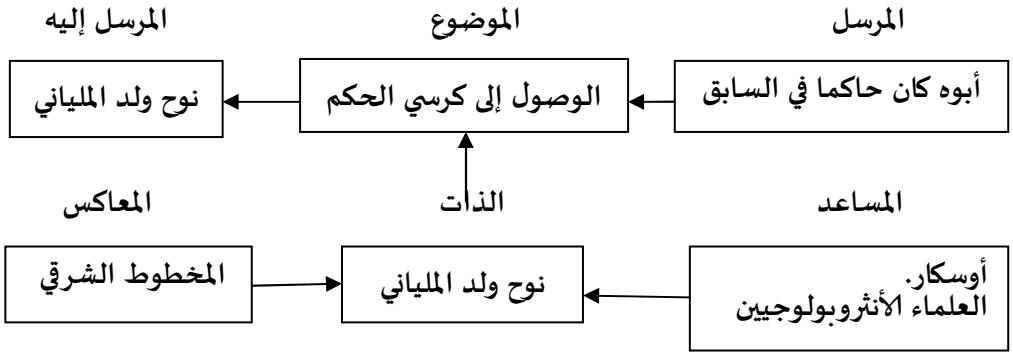 المرسل الموضوع المرسل إليه
أبوه كان حاكما في السابق الوصول إلى كرسي الحكم نوح ولد الملياني
المساعد الذات المعاكس
أوسكار. نوح ولد الملياني المخطوط الشرقي
العلماء الأنثروبولوجيين